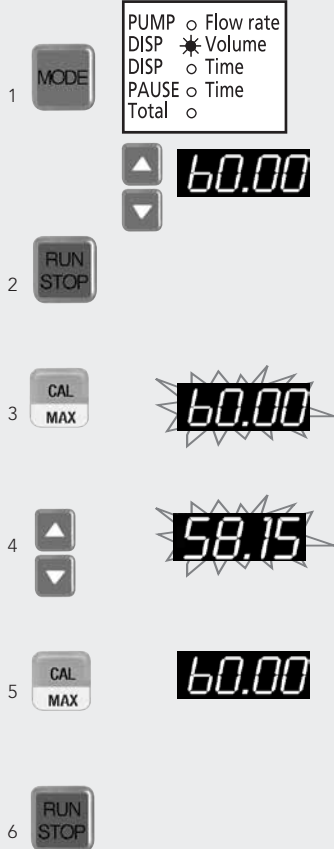 PUMP Flow rate
DISP Volume
DISP Time
PAUSE Time
Total
1 MODE
60.00
2 RUN
STOP
3 CAL
MAX
60.00
4 58.15
5 CAL
MAX
60.00
6 RUN
STOP